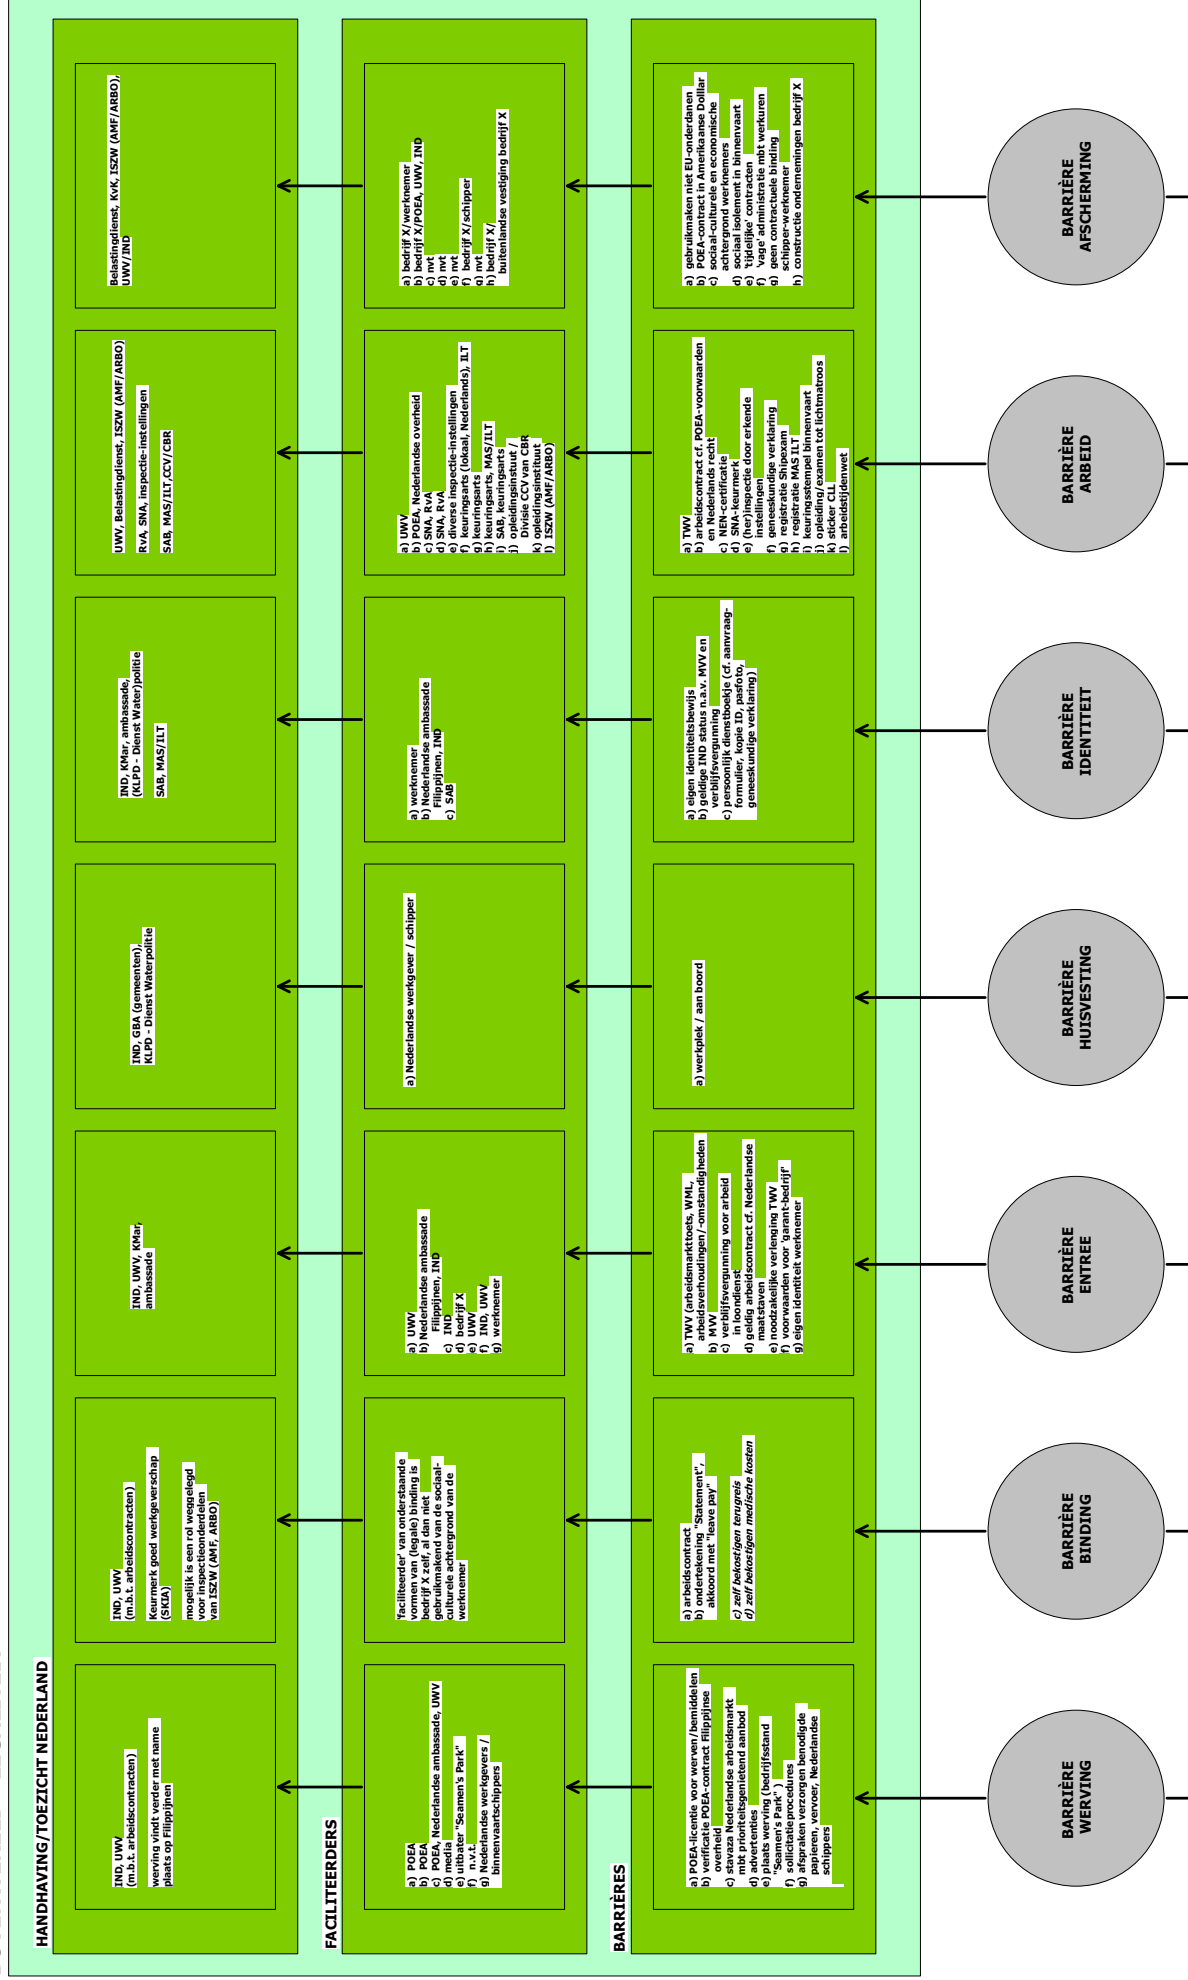 HANDHAVING/TOEZICHT NEDERLAND
IND, UWV
(m.b.t. arbeidscontracten)
werving vindt verder met name
plaats op Filippijnen
IND, UWV
(m.b.t. arbeidscontracten)
Keurmerk goed werkgeverschap
(SKIA)
mogelijk is een rol weggelegd
voor inspectieonderdelen
van ISZW (AMF, ARBO)
IND, UWV, KMar,
ambassade
IND, GBA (gemeenten),
KLPD - Dienst Waterpolitie
IND, KMar, ambassade,
(KLPD - Dienst Water)politie
SAB, MAS/ILT
UWV, Belastingdienst, ISZW (AMF/ARBO)
RvA, SNA, inspectie-instellingen
SAB, MAS/ILT,CCV/CBR
Belastingdienst, KvK, ISZW (AMF/ARBO),
UWV/IND
FACILITEERDERS
a) POEA
b) POEA
c) POEA, Nederlandse ambassade, UWV
d) media
e) uitbater "Seamen's Park"
f) n.v.t.
g) Nederlandse werkgevers /
binnenvaartschippers
'faciliteerder' van onderstaande
vormen van (legale) binding is
bedrijf X zelf, al dan niet
gebruikmakend van de sociaal-
culturele achtergrond van de
werknemer
a) UWV
b) Nederlandse ambassade
Filippijnen, IND
c) IND
d) bedrijf X
e) UWV
f) IND, UWV
g) werknemer
a) Nederlandse werkgever / schipper
a) werknemer
b) Nederlandse ambassade
Filippijnen, IND
c) SAB
a) UWV
b) POEA, Nederlandse overheid
c) SNA, RvA
d) SNA, RvA
e) diverse inspectie-instellingen
f) keuringsarts (lokaal, Nederlands), ILT
g) keuringsarts
h) keuringsarts, MAS/ILT
i) SAB, keuringsarts
j) opleidingsinstuut /
Divisie CCV van CBR
k) opleidingsinstituut
l) ISZW (AMF/ARBO)
a) bedrijf X/werknemer
b) bedrijf X/POEA, UWV, IND
c) nvt
d) nvt
e) nvt
f) bedrijf X/schipper
g) nvt
h) bedrijf X/
buitenlandse vestiging bedrijf X
BARRIÈRES
a) POEA-licentie voor werven/bemiddelen
b) verificatie POEA-contract Filippijnse
overheid
c) stavaza Nederlandse arbeidsmarkt
mbt prioriteitsgenietend aanbod
d) advertenties
e) plaats werving (bedrijfsstand
"Seamen's Park" )
f) sollicitatieprocedures
g) afspraken verzorgen benodigde
papieren, vervoer, Nederlandse
schippers
a) arbeidscontract
b) ondertekening "Statement",
akkoord met "leave pay"
c) zelf bekostigen terugreis
d) zelf bekostigen medische kosten
a) TWV (arbeidsmarkttoets, WML,
arbeidsverhoudingen/-omstandigheden
b) MVV
c) verblijfsvergunning voor arbeid
in loondienst
d) geldig arbeidscontract cf. Nederlandse
maatstaven
e) noodzakelijke verlenging TWV
f) voorwaarden voor 'garant-bedrijf'
g) eigen identiteit werknemer
a) werkplek / aan boord
a) eigen identiteitsbewijs
b) geldige IND status n.a.v. MVV en
verblijfsvergunning
c) persoonlijk dienstboekje (cf. aanvraag-
formulier, kopie ID, pasfoto,
geneeskundige verklaring)
a) TWV
b) arbeidscontract cf. POEA-voorwaarden
en Nederlands recht
c) NEN-certificatie
d) SNA-keurmerk
e) (her)inspectie door erkende
instellingen
f) geneeskundige verklaring
g) registratie Shipexam
h) registratie MAS ILT
i) keuringsstempel binnenvaart
j) opleiding/examen tot lichtmatroos
k) sticker CLL
l) arbeidstijdenwet
a) gebruikmaken niet EU-onderdanen
b) POEA-contract in Amerikaanse Dolllar
c) sociaal-culturele en economische
achtergrond werknemers
d) sociaal isolement in binnenvaart
e) 'tijdelijke' contracten
f) 'vage' administratie mbt werkuren
g) geen contractuele binding
schipper-werknemer
h) constructie ondernemingen bedrijf X
BARRIÈRE
WERVING
BARRIÈRE
BINDING
BARRIÈRE
ENTREE
BARRIÈRE
HUISVESTING
BARRIÈRE
IDENTITEIT
BARRIÈRE
ARBEID
BARRIÈRE
AFSCHERMING